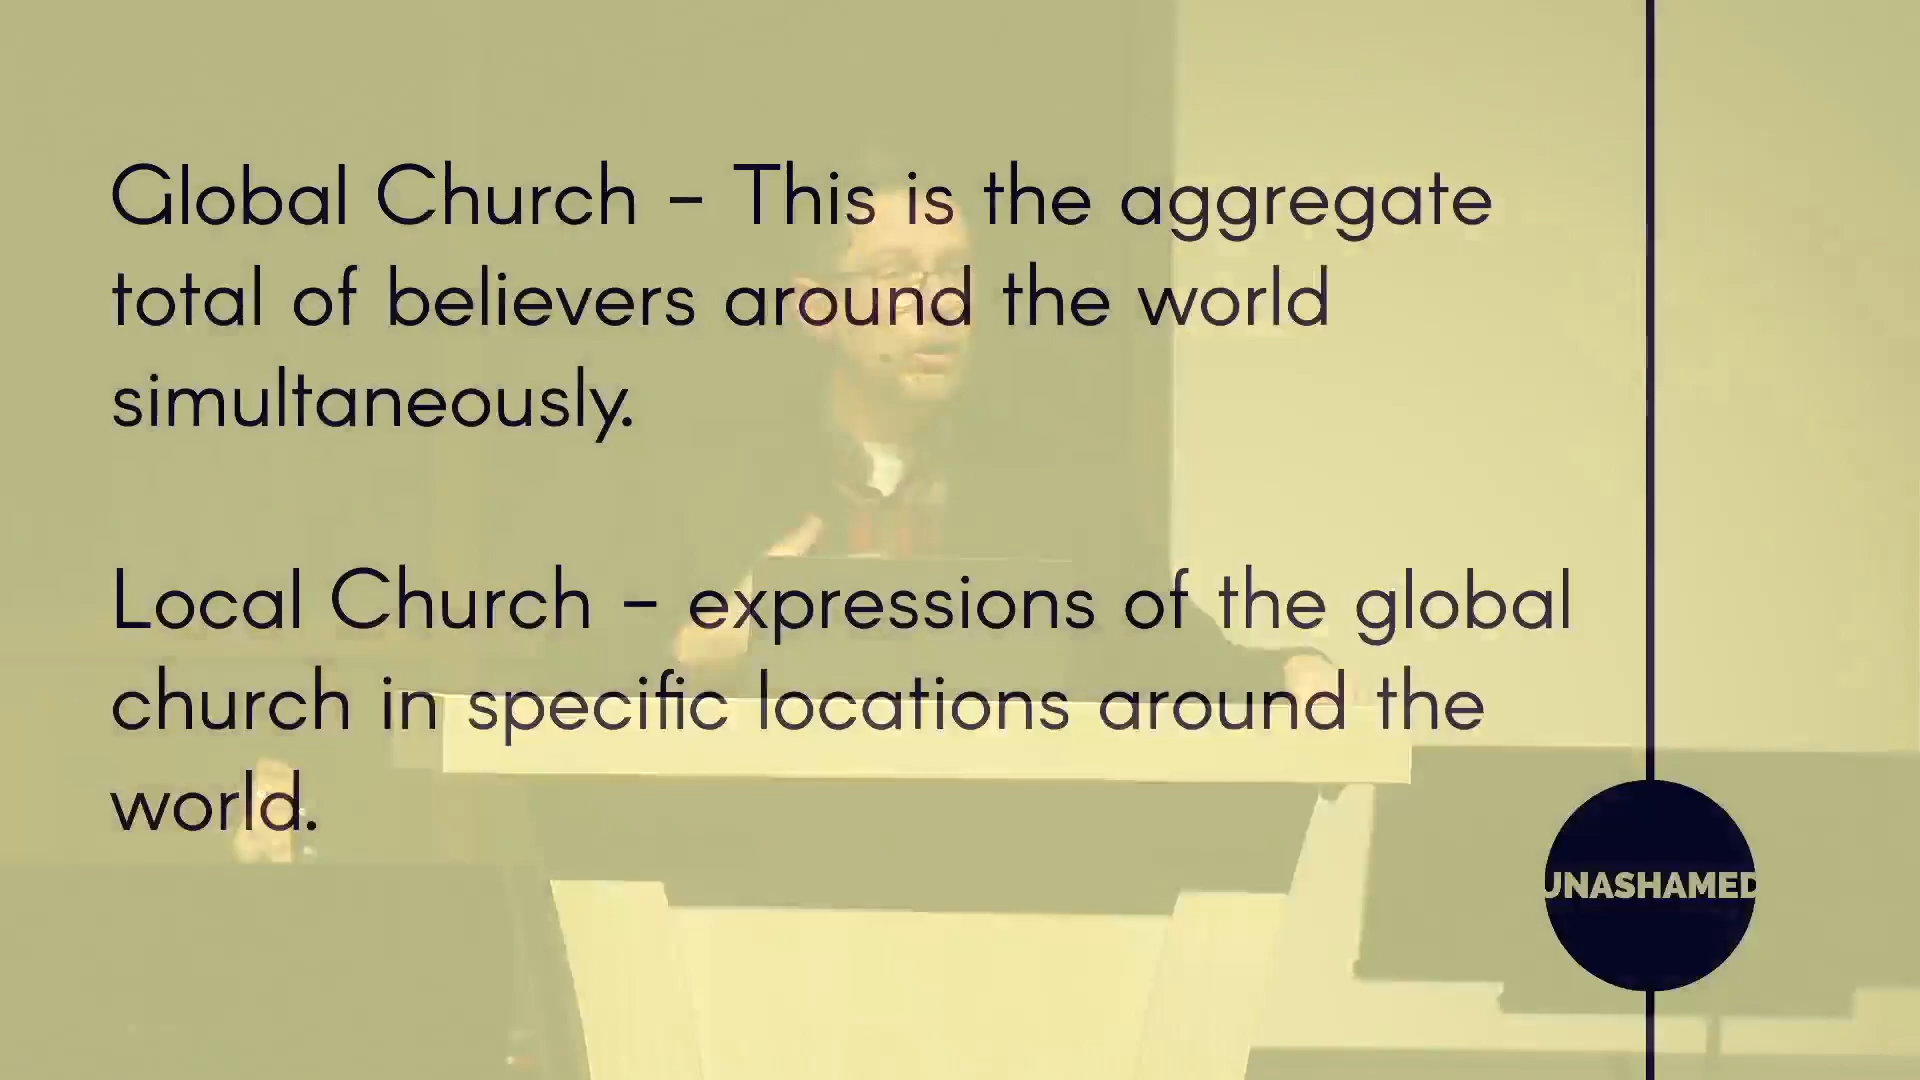 Global Church – This is the aggregate
total of believers around the world
simultaneously.
Local Church – expressions of the global
church in specific locations around the
world.
UNASHAMED